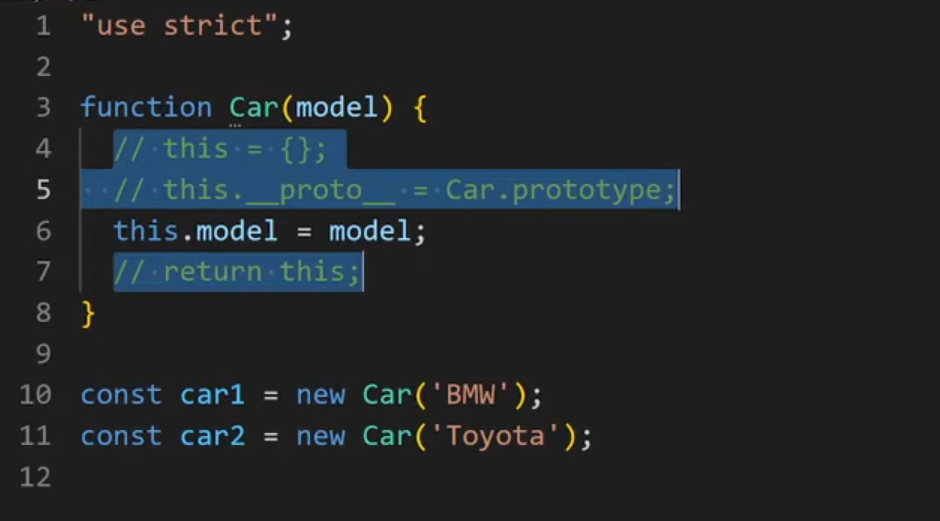 1 "use strict";
2
3 function Car(model) {
4 // this = {};
5 // this.__proto__ = Car.prototype;
6 this.model = model;
7 // return this;
8 }
9
10 const car1 = new Car('BMW');
11 const car2 = new Car('Toyota');
12